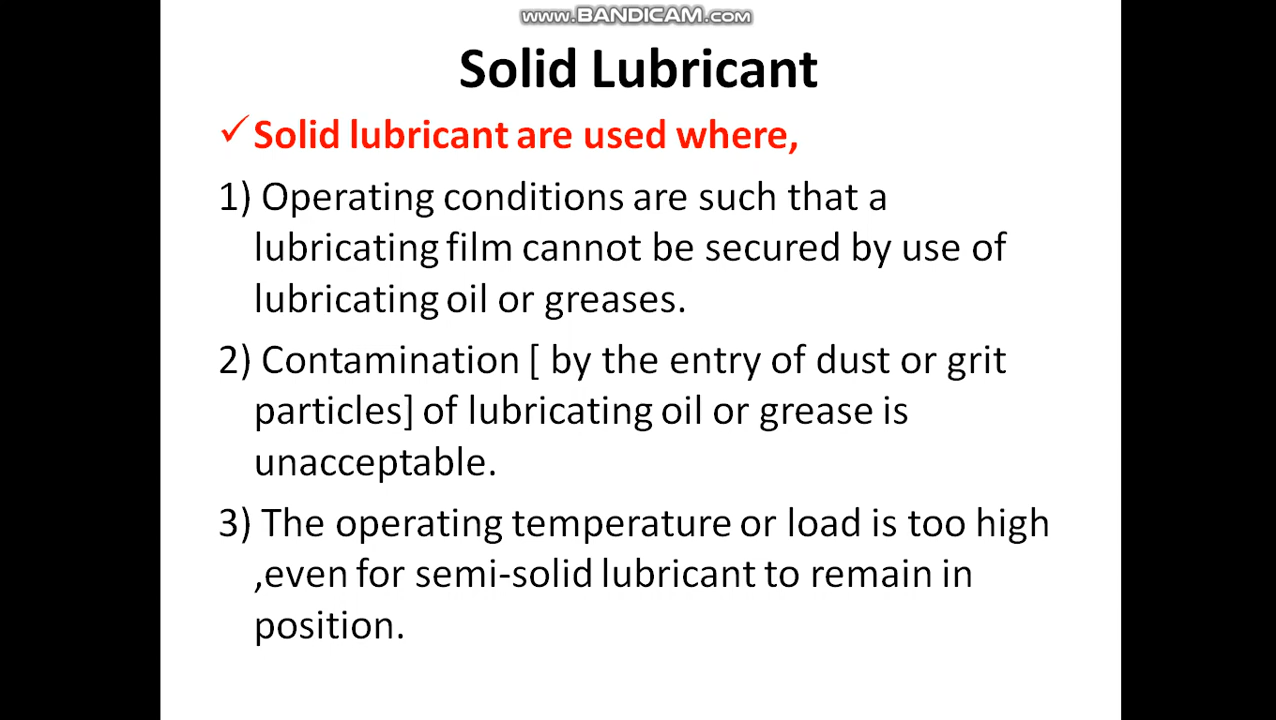 www.BANDICAM.com
Solid Lubricant
✓Solid lubricant are used where,
1) Operating conditions are such that a
lubricating film cannot be secured by use of
lubricating oil or greases.
2) Contamination [ by the entry of dust or grit
particles] of lubricating oil or grease is
unacceptable.
3) The operating temperature or load is too high
,even for semi-solid lubricant to remain in
position.